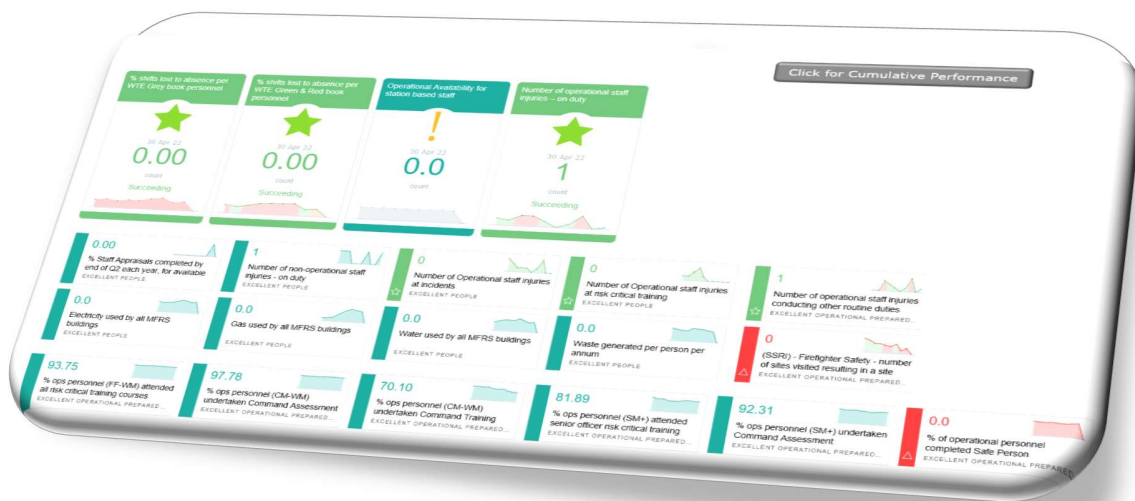 Click for Cumulative Performance
% shifts lost to absence per
WTE Grey book personnel
30 Apr 22
0.00
count
Succeeding
% shifts lost to absence per
WTE Green & Red book
personnel
30 Apr 22
0.00
count
Succeeding
Operational Availability for
station based staff
!
30 Apr 22
0.0
count
Number of operational staff
injuries – on duty
30 Apr 22
1
count
Succeeding
0.00
% Staff Appraisals completed by
end of Q2 each year, for available
EXCELLENT PEOPLE
1
Number of non-operational staff
injuries - on duty
EXCELLENT PEOPLE
0
Number of Operational staff injuries
at incidents
EXCELLENT PEOPLE
0
Number of Operational staff injuries
at risk critical training
EXCELLENT PEOPLE
1
Number of operational staff injuries
conducting other routine duties
EXCELLENT OPERATIONAL PREPARED...
0.0
Electricity used by all MFRS
buildings
EXCELLENT PEOPLE
0.0
Gas used by all MFRS buildings
EXCELLENT PEOPLE
0.0
Water used by all MFRS buildings
EXCELLENT PEOPLE
0.0
Waste generated per person per
annum
EXCELLENT PEOPLE
0
(SSRI) - Firefighter Safety - number
of sites visited resulting in a site
EXCELLENT OPERATIONAL PREPARED...
93.75
% ops personnel (FF-WM) attended
all risk critical training courses
EXCELLENT OPERATIONAL PREPARED...
97.78
% ops personnel (CM-WM)
undertaken Command Assessment
EXCELLENT OPERATIONAL PREPARED...
70.10
% ops personnel (CM-WM)
undertaken Command Training
EXCELLENT OPERATIONAL PREPARED...
81.89
% ops personnel (SM+) attended
senior officer risk critical training
EXCELLENT OPERATIONAL PREPARED...
92.31
% ops personnel (SM+) undertaken
Command Assessment
EXCELLENT OPERATIONAL PREPARED...
0.0
% of operational personnel
completed Safe Person
EXCELLENT OPERATIONAL PREPARED...